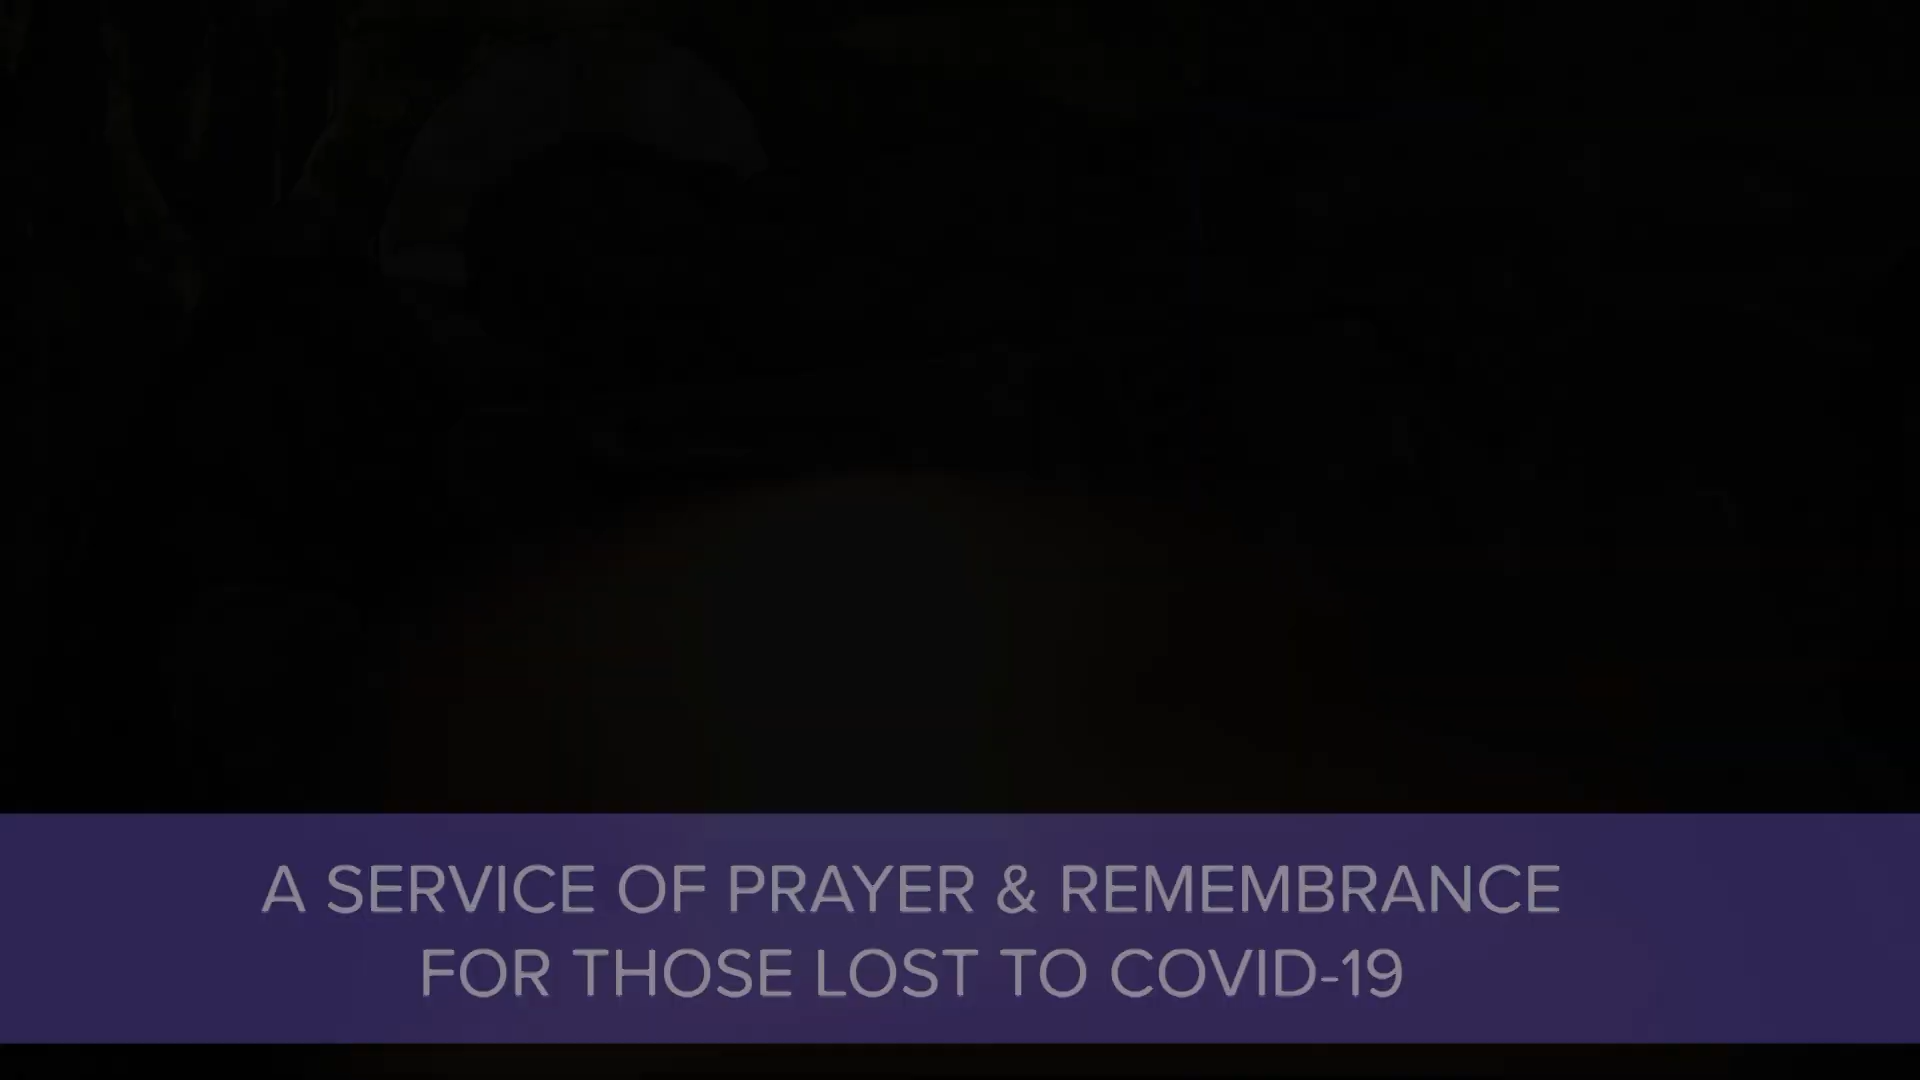 A SERVICE OF PRAYER & REMEMBRANCE
FOR THOSE LOST TO COVID-19